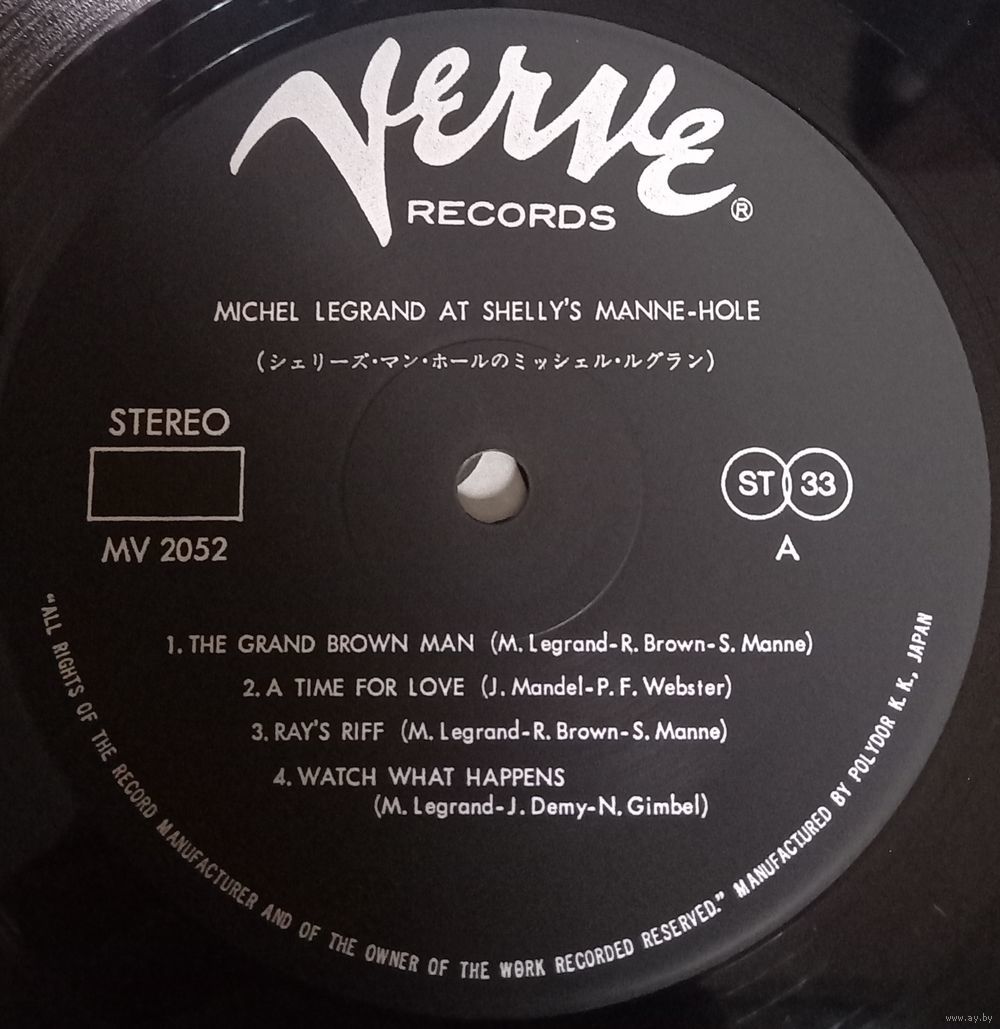 Verve
RECORDS ®
MICHEL LEGRAND AT SHELLY'S MANNE-HOLE
(シェリーズ・マン・ホールのミッシェル・ルグラン)
STEREO
MV 2052
ST 33
A
1. THE GRAND BROWN MAN (M. Legrand-R. Brown-S. Manne)
2. A TIME FOR LOVE (J. Mandel-P. F. Webster)
3. RAY'S RIFF (M. Legrand-R. Brown-S. Manne)
4. WATCH WHAT HAPPENS
(M. Legrand-J. Demy-N. Gimbel)
"ALL RIGHTS OF THE RECORD MANUFACTURER AND OF THE OWNER OF THE WORK RECORDED RESERVED." MANUFACTURED BY POLYDOR K. K., JAPAN
www.ay.by